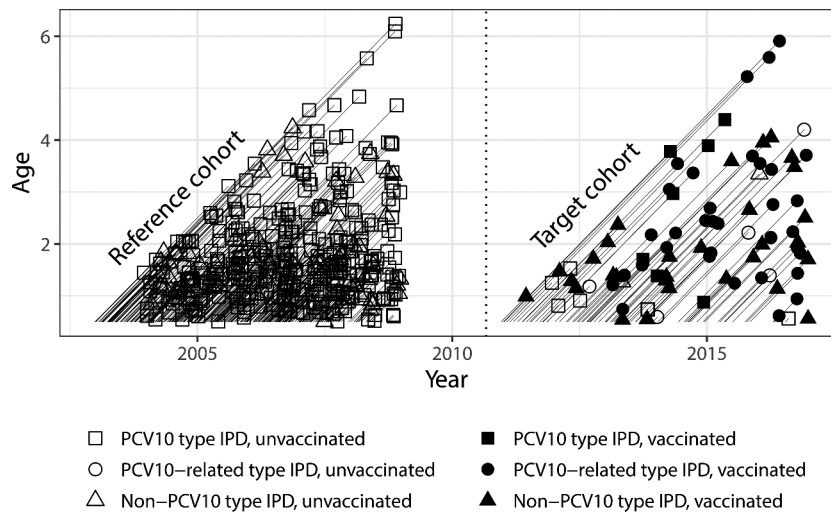 6
4
2
Age
Reference cohort
Target cohort
2005 2010 2015
Year
PCV10 type IPD, unvaccinated PCV10 type IPD, vaccinated
PCV10−related type IPD, unvaccinated PCV10−related type IPD, vaccinated
Non−PCV10 type IPD, unvaccinated Non−PCV10 type IPD, vaccinated